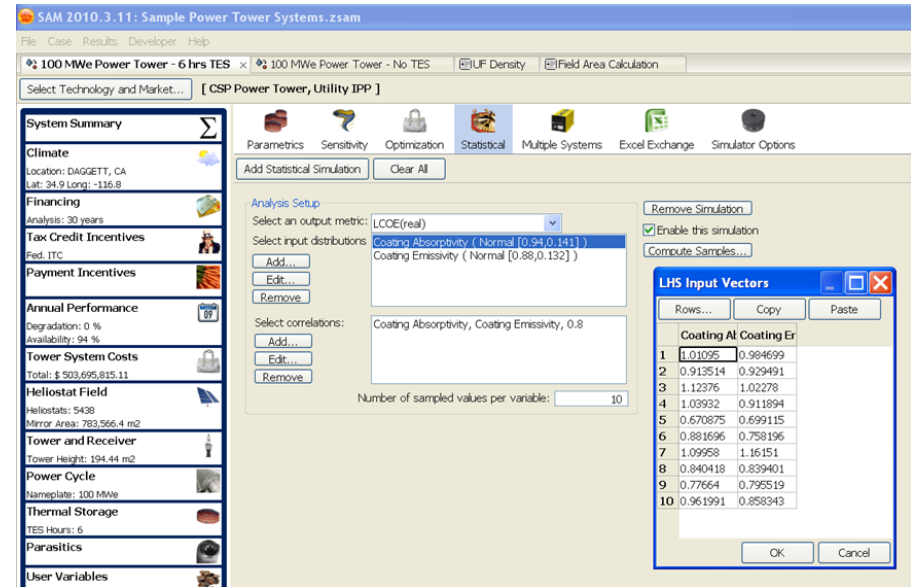 SAM 2010.3.11: Sample Power Tower Systems.zsam
File Case Results Developer Help
100 MWe Power Tower - 6 hrs TES 100 MWe Power Tower - No TES UF Density Field Area Calculation
Select Technology and Market... [ CSP Power Tower, Utility IPP ]
System Summary
Climate
Location: DAGGETT, CA
Lat: 34.9 Long: -116.8
Financing
Analysis: 30 years
Tax Credit Incentives
Fed. ITC
Payment Incentives
Annual Performance
09
Degradation: 0 %
Availability: 94 %
Tower System Costs
Total: $ 503,695,815.11
Heliostat Field
Heliostats: 5438
Mirror Area: 783,566.4 m2
Tower and Receiver
Tower Height: 194.44 m2
Power Cycle
Nameplate: 100 MWe
Thermal Storage
TES Hours: 6
Parasitics
User Variables
Parametrics Sensitivity Optimization Statistical Multiple Systems Excel Exchange Simulator Options
Add Statistical Simulation Clear All
Analysis Setup
Select an output metric: LCOE(real)
Select input distributions
Coating Absorptivity ( Normal [0.94,0.141] )
Coating Emissivity ( Normal [0.88,0.132] )
Add...
Edit...
Remove
Select correlations:
Coating Absorptivity, Coating Emissivity, 0.8
Add...
Edit...
Remove
Number of sampled values per variable: 10
Remove Simulation
Enable this simulation
Compute Samples...
LHS Input Vectors
Rows... Copy Paste
Coating Al Coating Er
1 1.01095 0.984699
2 0.913514 0.929491
3 1.12376 1.02278
4 1.03932 0.911894
5 0.670875 0.699115
6 0.881696 0.758196
7 1.09958 1.16151
8 0.840418 0.839401
9 0.77664 0.795519
10 0.961991 0.858343
OK Cancel